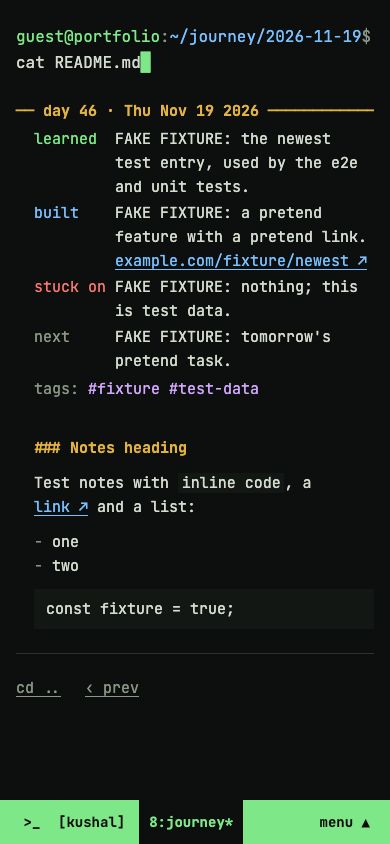 guest@portfolio:~/journey/2026-11-19$
cat README.md
── day 46 · Thu Nov 19 2026 ────────────
learned FAKE FIXTURE: the newest
test entry, used by the e2e
and unit tests.
built FAKE FIXTURE: a pretend
feature with a pretend link.
example.com/fixture/newest ↗
stuck on FAKE FIXTURE: nothing; this
is test data.
next FAKE FIXTURE: tomorrow's
pretend task.
tags: #fixture #test-data
### Notes heading
Test notes with inline code, a
link ↗ and a list:
- one
- two
const fixture = true;
cd .. ‹ prev
>_ [kushal] 8:journey* menu ▲